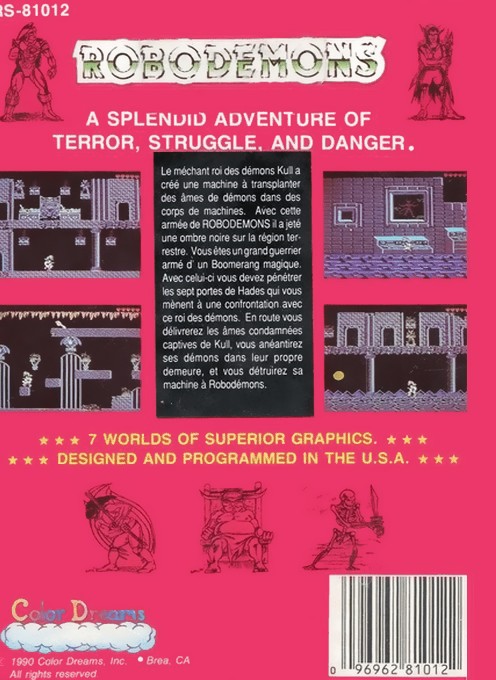 RS-81012
ROBODEMONS
A SPLENDID ADVENTURE OF
TERROR, STRUGGLE, AND DANGER.
Le méchant roi des démons Kull a
créé une machine à transplanter
des âmes de démons dans des
corps de machines. Avec cette
armée de ROBODEMONS il a jeté
une ombre noire sur la région ter-
restre. Vous êtes un grand guerrier
armé d' un Boomerang magique.
Avec celui-ci vous devez pénétrer
les sept portes de Hades qui vous
mènent à une confrontation avec
ce roi des démons. En route vous
délivrerez les âmes condamnées
captives de Kull, vous anéantirez
ses démons dans leur propre
demeure, et vous détruirez sa
machine à Robodémons.
★ ★ ★ 7 WORLDS OF SUPERIOR GRAPHICS. ★ ★ ★
★ ★ ★ DESIGNED AND PROGRAMMED IN THE U.S.A. ★ ★ ★
Color Dreams
© 1990 Color Dreams, Inc. • Brea, CA
All rights reserved
0 96962 81012